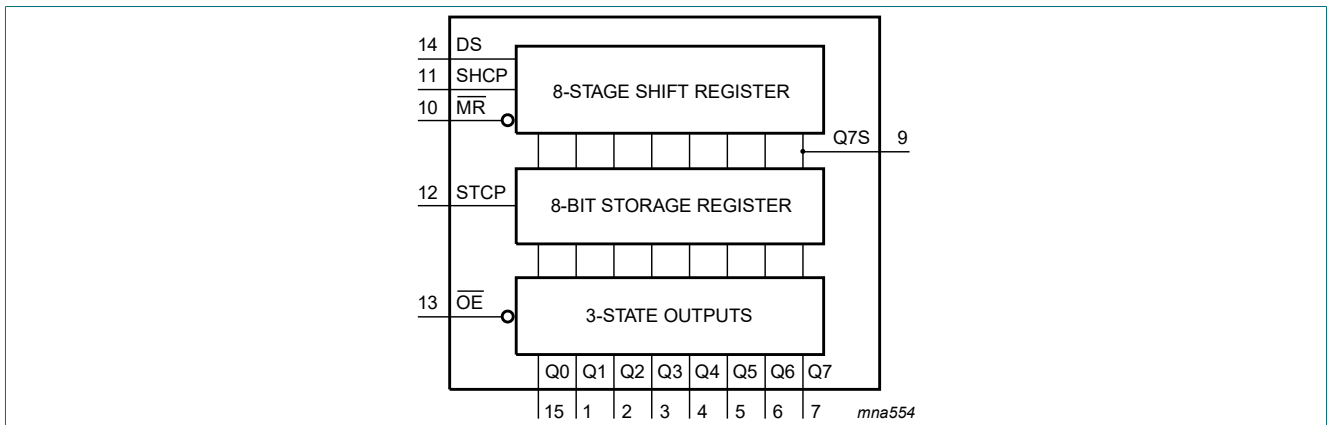 14 DS
11 SHCP
8-STAGE SHIFT REGISTER
10 M̅R̅
Q7S 9
12 STCP
8-BIT STORAGE REGISTER
13 O̅E̅
3-STATE OUTPUTS
Q0 Q1 Q2 Q3 Q4 Q5 Q6 Q7
15 1 2 3 4 5 6 7
mna554